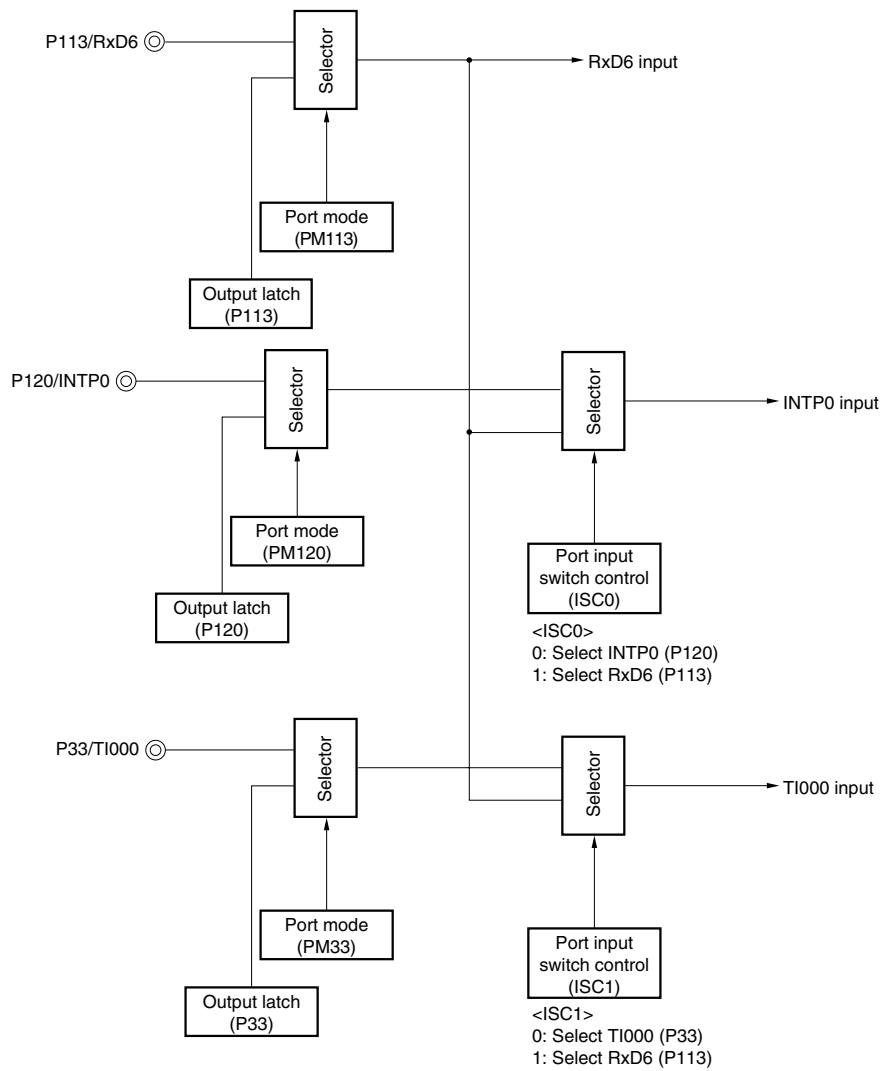 P113/RxD6
Selector
RxD6 input
Port mode
(PM113)
Output latch
(P113)
P120/INTP0
Selector
Selector
INTP0 input
Port mode
(PM120)
Port input
switch control
(ISC0)
Output latch
(P120)
<ISC0>
0: Select INTP0 (P120)
1: Select RxD6 (P113)
P33/TI000
Selector
Selector
TI000 input
Port mode
(PM33)
Port input
switch control
(ISC1)
Output latch
(P33)
<ISC1>
0: Select TI000 (P33)
1: Select RxD6 (P113)